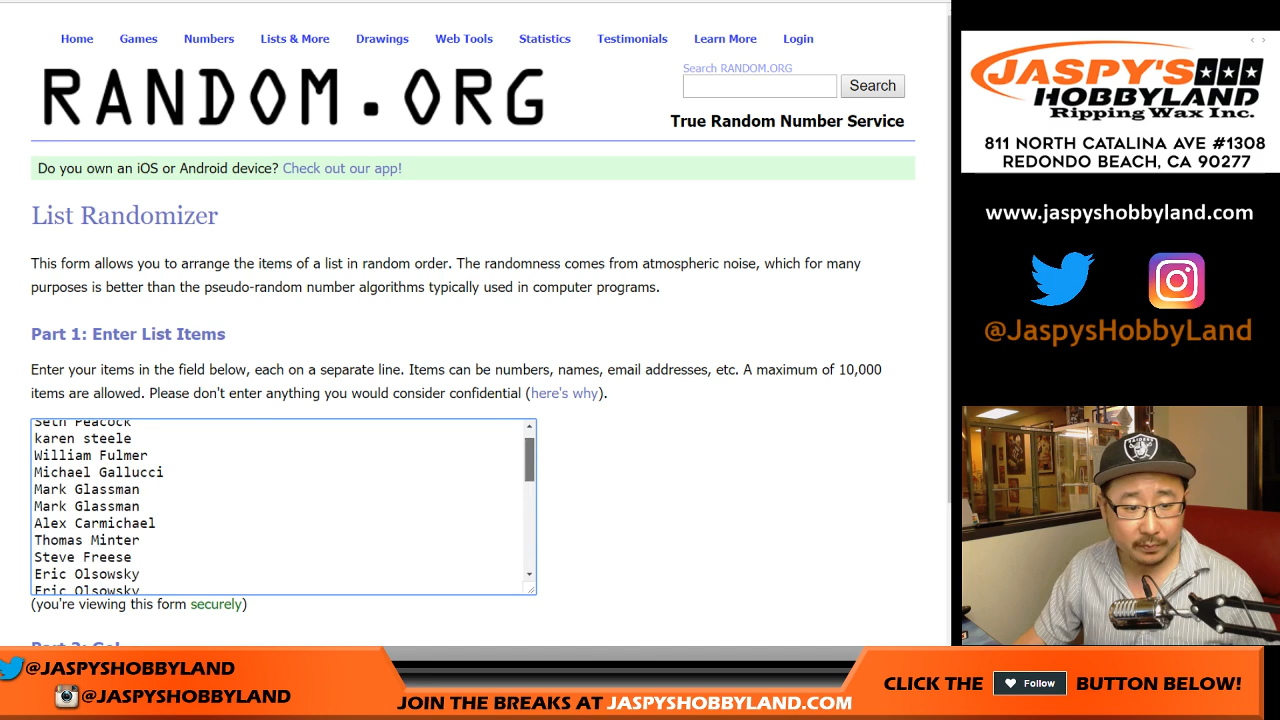 Home Games Numbers Lists & More Drawings Web Tools Statistics Testimonials Learn More Login
RANDOM.ORG
Search RANDOM.ORG
Search
True Random Number Service
Do you own an iOS or Android device? Check out our app!
List Randomizer
This form allows you to arrange the items of a list in random order. The randomness comes from atmospheric noise, which for many
purposes is better than the pseudo-random number algorithms typically used in computer programs.
Part 1: Enter List Items
Enter your items in the field below, each on a separate line. Items can be numbers, names, email addresses, etc. A maximum of 10,000
items are allowed. Please don't enter anything you would consider confidential (here's why).
Seth Peacock
karen steele
William Fulmer
Michael Gallucci
Mark Glassman
Mark Glassman
Alex Carmichael
Thomas Minter
Steve Freese
Eric Olsowsky
Eric Olsowsky
(you're viewing this form securely)
Part 2: Go!
JASPY'S
HOBBYLAND
Ripping Wax Inc.
811 NORTH CATALINA AVE #1308
REDONDO BEACH, CA 90277
www.jaspyshobbyland.com
@JaspysHobbyLand
RAIDERS
@JASPYSHOBBYLAND
@JASPYSHOBBYLAND
JOIN THE BREAKS AT JASPYSHOBBYLAND.COM
CLICK THE Follow BUTTON BELOW!